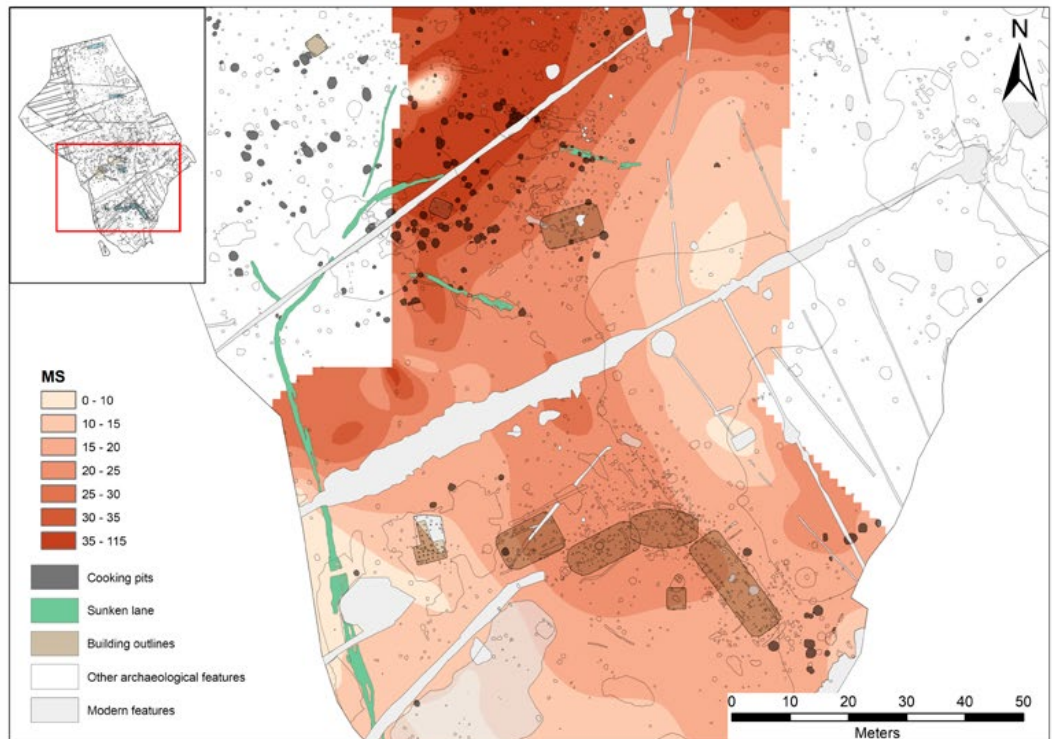 N
MS
0 - 10
10 - 15
15 - 20
20 - 25
25 - 30
30 - 35
35 - 115
Cooking pits
Sunken lane
Building outlines
Other archaeological features
Modern features
0 10 20 30 40 50
Meters